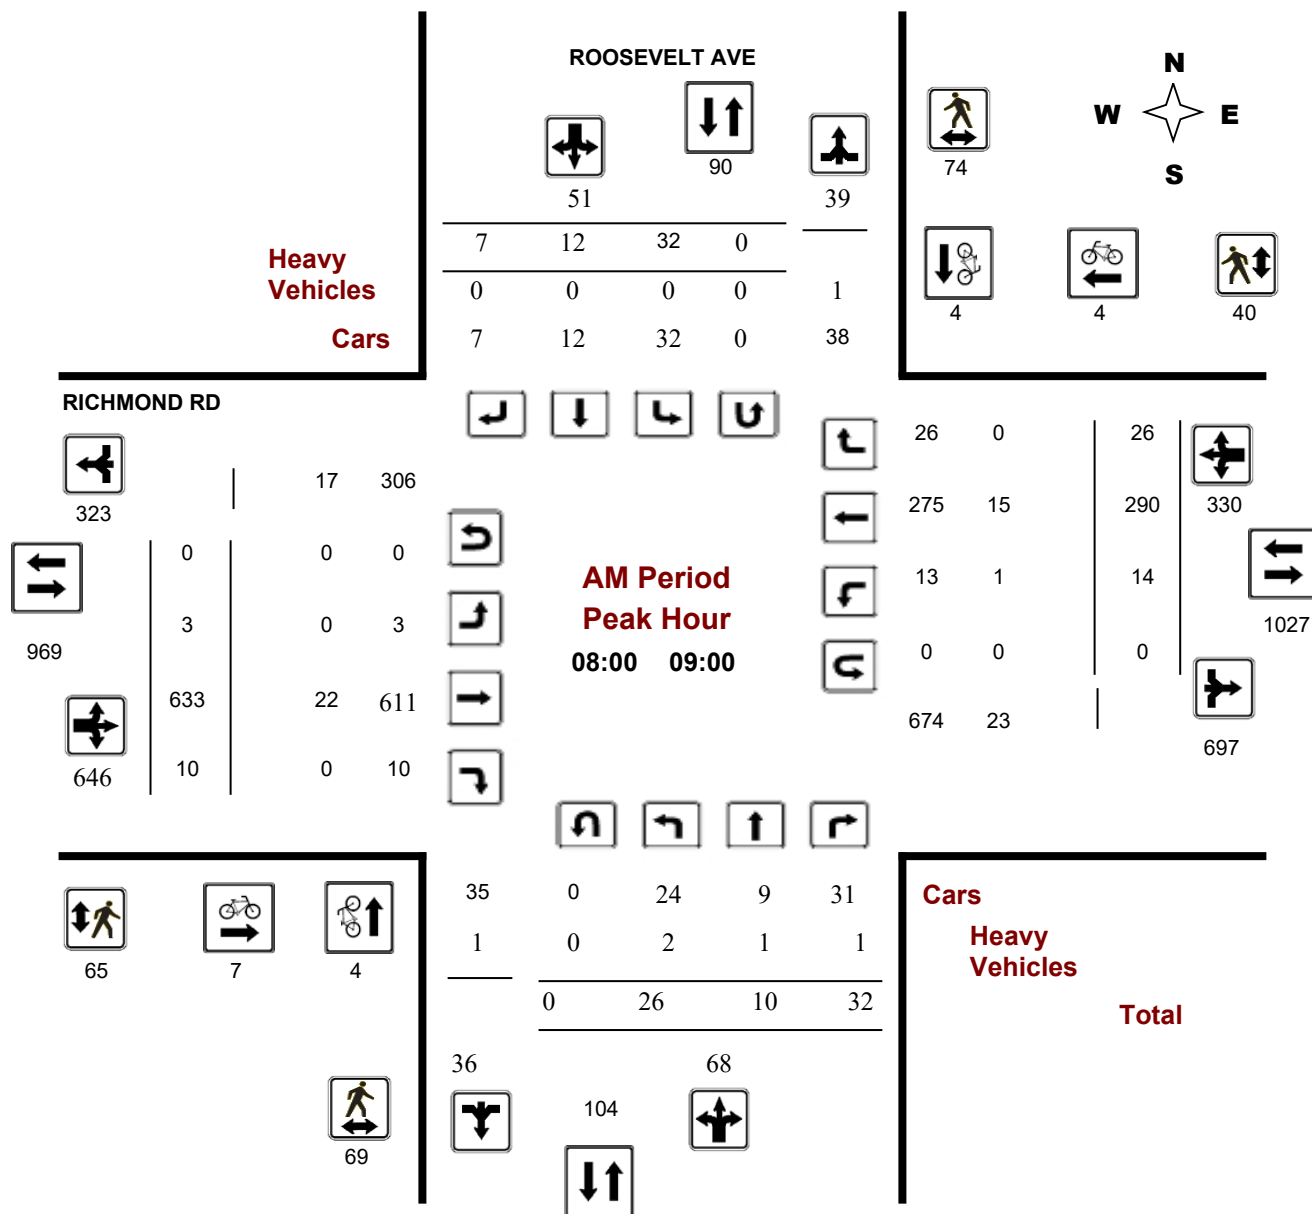 ROOSEVELT AVE
N
W E
S
90
74
51 39
7 12 32 0
Heavy
Vehicles
0 0 0 0 1
4 4 40
Cars
7 12 32 0 38
RICHMOND RD
26 0 26
17 306
323
275 15 290 330
0 0 0
AM Period
13 1 14
Peak Hour
3 0 3
1027
969
08:00 09:00
0 0 0
633 22 611
674 23
697
646
10 0 10
35 0 24 9 31
Cars
1 0 2 1 1
Heavy
Vehicles
65 7 4
0 26 10 32
Total
36 68
104
69